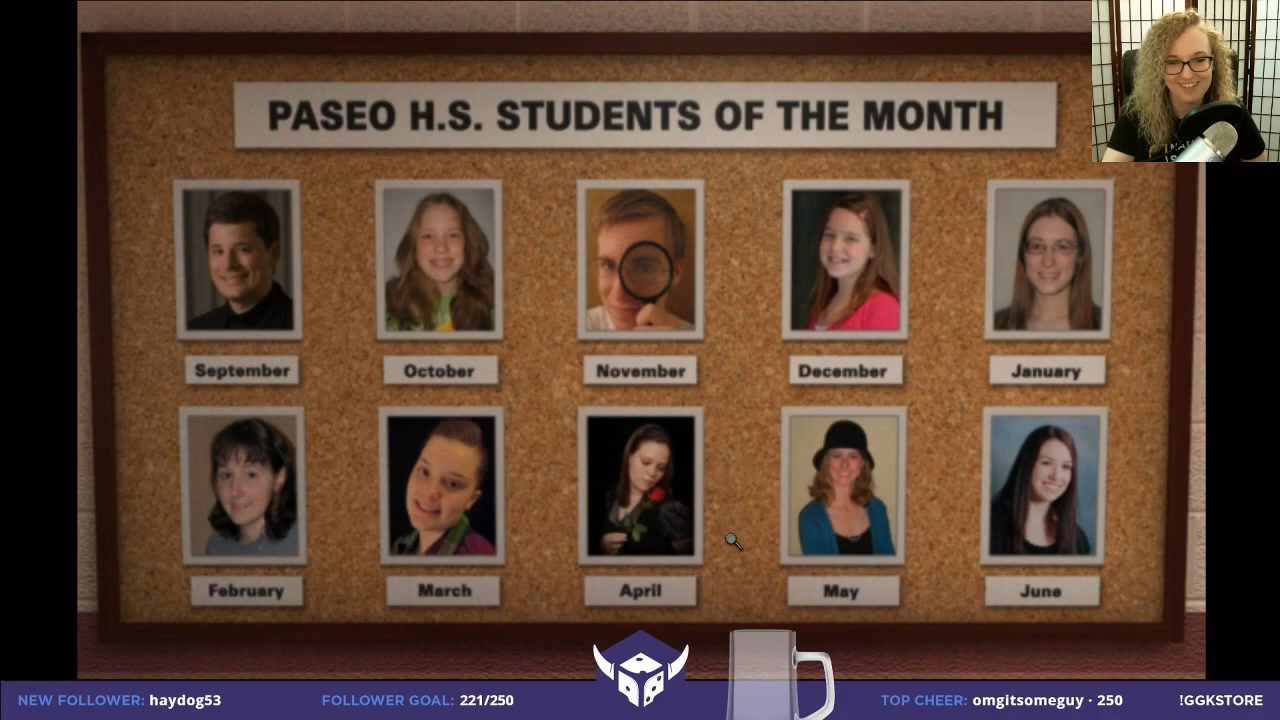 PASEO H.S. STUDENTS OF THE MONTH
September
October
November
December
January
February
March
April
May
June
NEW FOLLOWER: haydog53
FOLLOWER GOAL: 221/250
TOP CHEER: omgitsomeguy · 250
!GGKSTORE